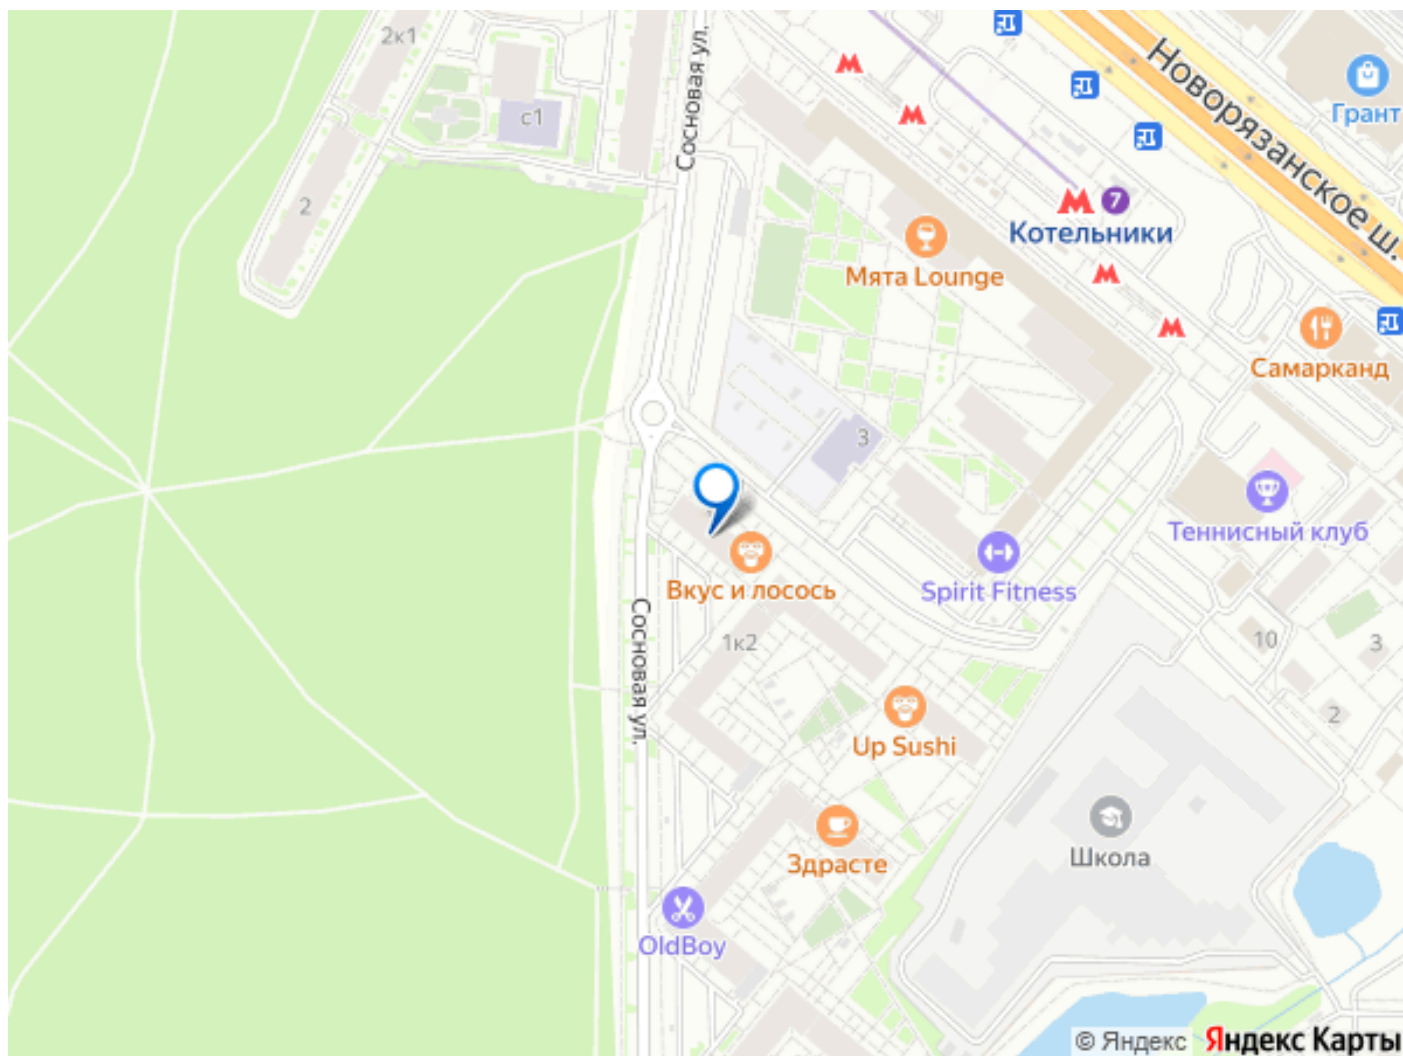 2к1
Сосновая ул.
Новорязанское ш.
Грант
с1
2
7
Котельники
Мята Lounge
Самарканд
3
Теннисный клуб
Вкус и лосось
Spirit Fitness
Сосновая ул.
1к2
10
3
2
Up Sushi
Здрасте
Школа
OldBoy
© Яндекс Яндекс Карты